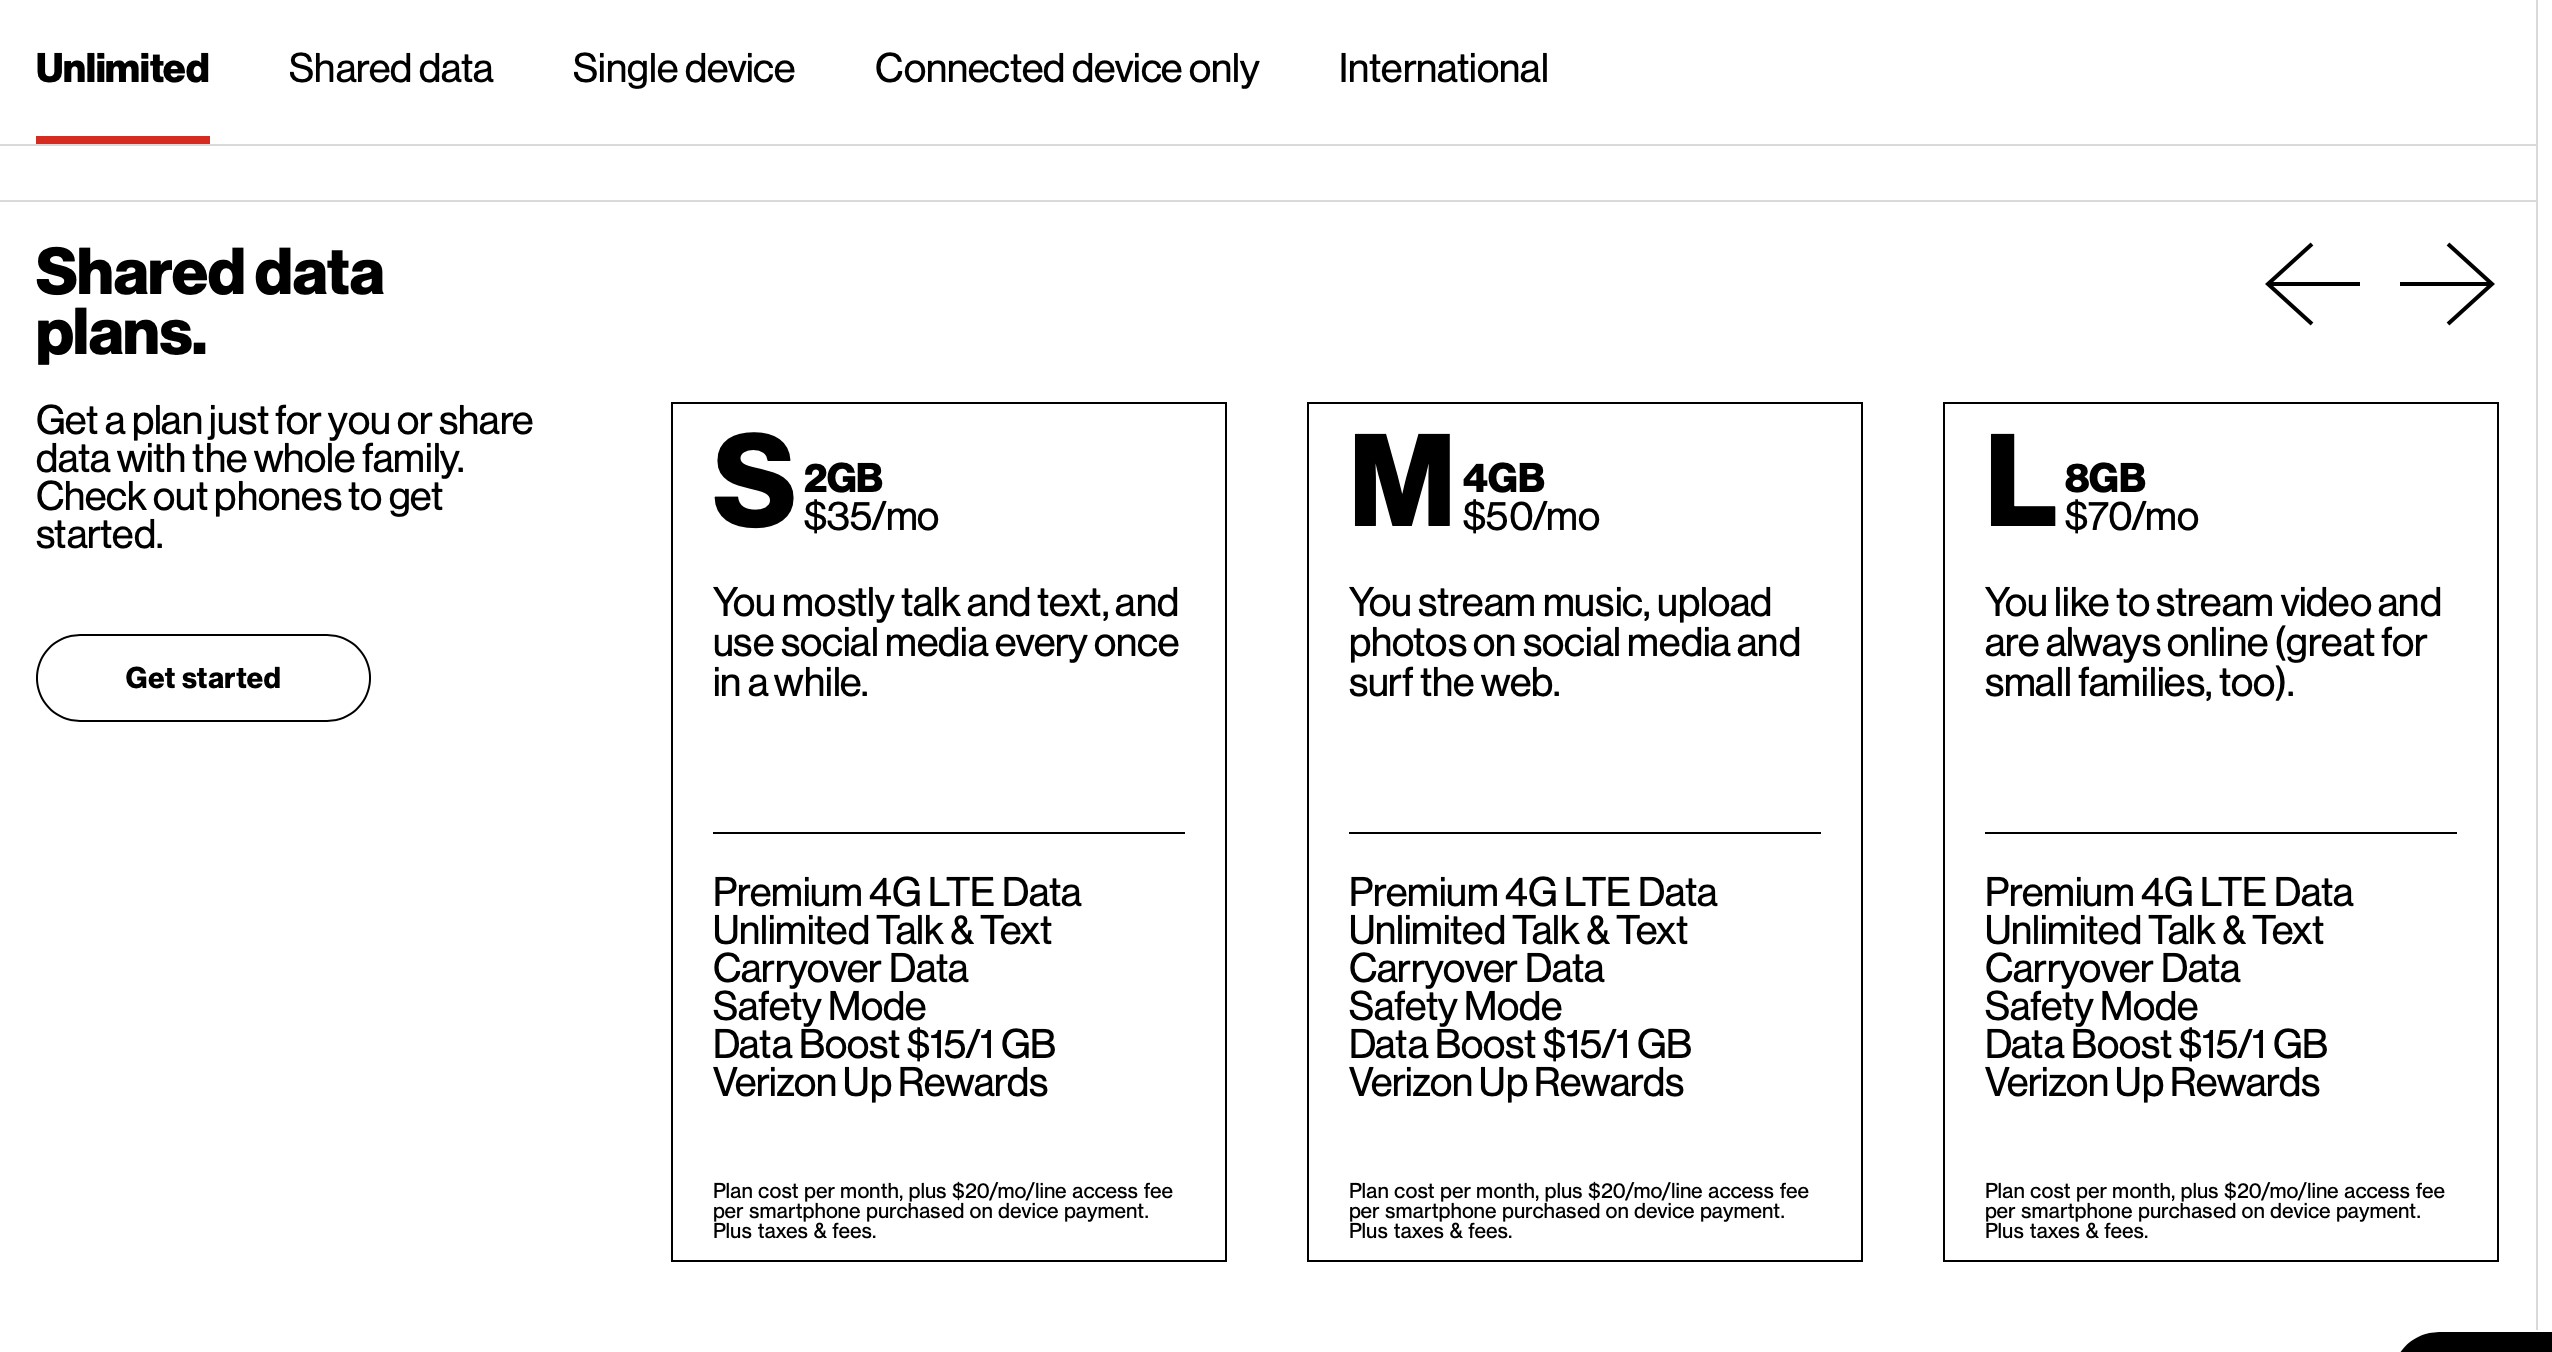 Unlimited Shared data Single device Connected device only International
Shared data
plans.
Get a plan just for you or share
data with the whole family.
Check out phones to get
started.
Get started
S 2GB
$35/mo
You mostly talk and text, and
use social media every once
in a while.
Premium 4G LTE Data
Unlimited Talk & Text
Carryover Data
Safety Mode
Data Boost $15/1 GB
Verizon Up Rewards
Plan cost per month, plus $20/mo/line access fee
per smartphone purchased on device payment.
Plus taxes & fees.
M 4GB
$50/mo
You stream music, upload
photos on social media and
surf the web.
Premium 4G LTE Data
Unlimited Talk & Text
Carryover Data
Safety Mode
Data Boost $15/1 GB
Verizon Up Rewards
Plan cost per month, plus $20/mo/line access fee
per smartphone purchased on device payment.
Plus taxes & fees.
L 8GB
$70/mo
You like to stream video and
are always online (great for
small families, too).
Premium 4G LTE Data
Unlimited Talk & Text
Carryover Data
Safety Mode
Data Boost $15/1 GB
Verizon Up Rewards
Plan cost per month, plus $20/mo/line access fee
per smartphone purchased on device payment.
Plus taxes & fees.